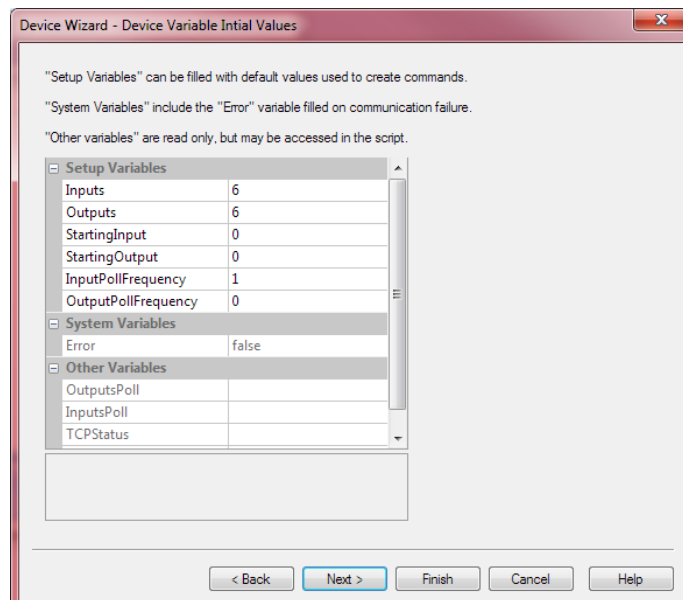 Device Wizard - Device Variable Intial Values
"Setup Variables" can be filled with default values used to create commands.
"System Variables" include the "Error" variable filled on communication failure.
"Other variables" are read only, but may be accessed in the script.
Setup Variables
Inputs 6
Outputs 6
StartingInput 0
StartingOutput 0
InputPollFrequency 1
OutputPollFrequency 0
System Variables
Error false
Other Variables
OutputsPoll
InputsPoll
TCPStatus
< Back Next > Finish Cancel Help